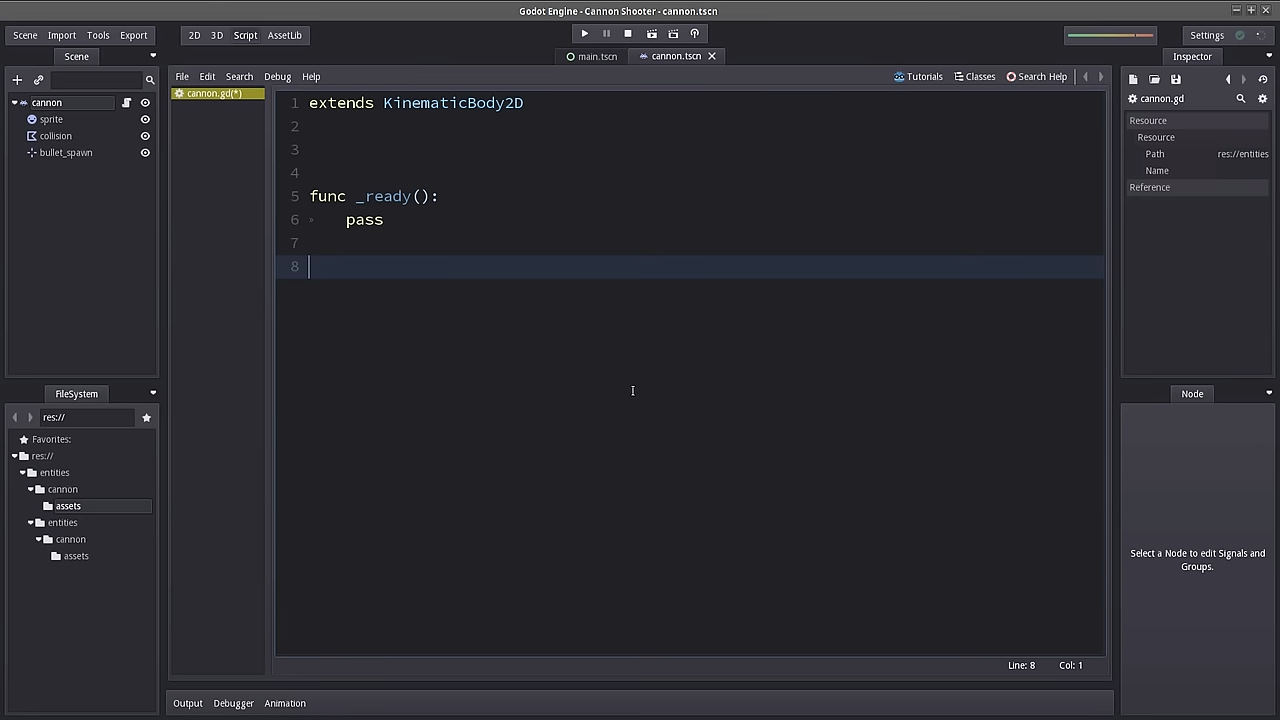 Godot Engine - Cannon Shooter - cannon.tscn
Scene Import Tools Export 2D 3D Script AssetLib Settings
Scene main.tscn cannon.tscn Inspector
File Edit Search Debug Help Tutorials Classes Search Help
cannon.gd(*)
cannon
sprite
collision
bullet_spawn
1 extends KinematicBody2D
2
3
4
5 func _ready():
6 pass
7
8
cannon.gd
Resource
Resource
Path res://entities
Name
Reference
FileSystem
res://
Favorites:
res://
entities
cannon
assets
entities
cannon
assets
Node
Select a Node to edit Signals and
Groups.
Line: 8 Col: 1
Output Debugger Animation